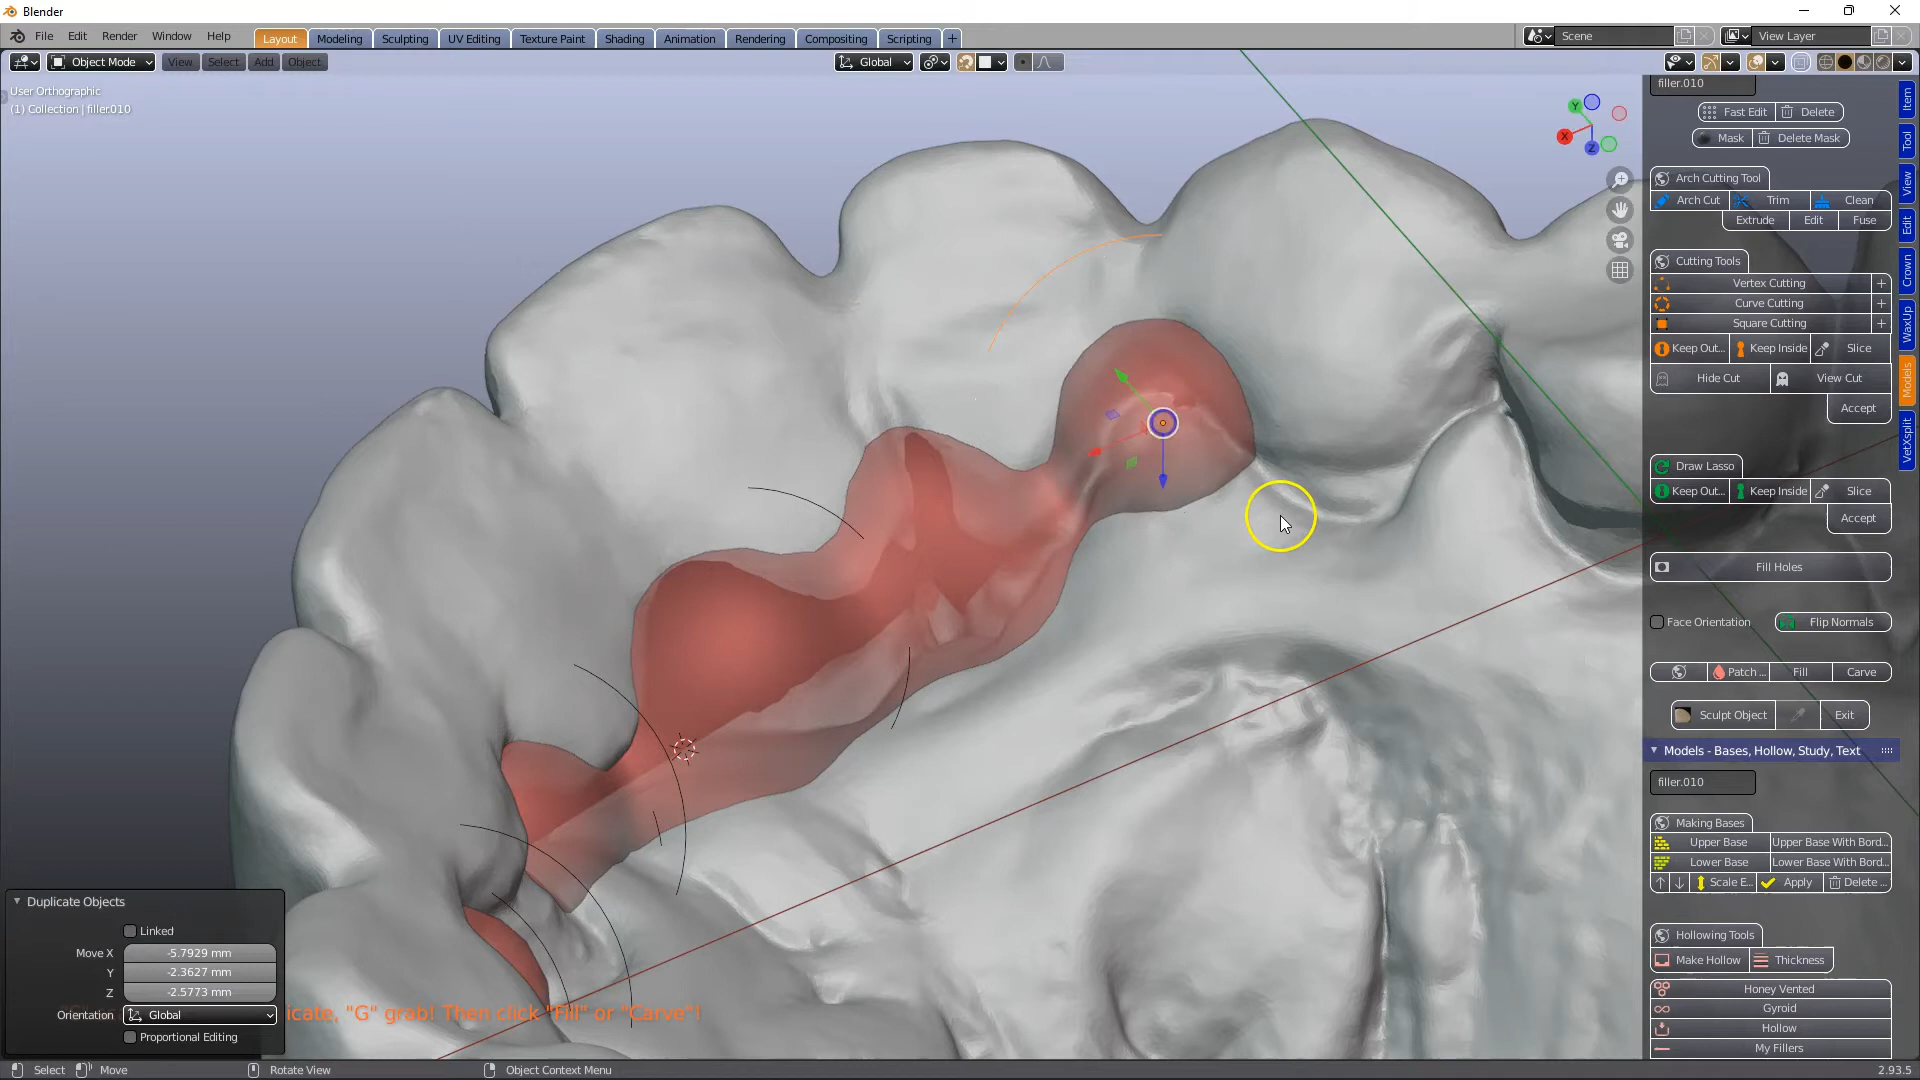 Blender
File Edit Render Window Help
Layout Modeling Sculpting UV Editing Texture Paint Shading Animation Rendering Compositing Scripting +
Scene
View Layer
Object Mode View Select Add Object
Global
User Orthographic
(1) Collection | filler.010
Y
X
Z
filler.010
Fast Edit Delete
Mask Delete Mask
Arch Cutting Tool
Arch Cut Trim Clean
Extrude Edit Fuse
Cutting Tools
Vertex Cutting +
Curve Cutting +
Square Cutting +
Keep Out... Keep Inside Slice
Hide Cut View Cut
Accept
Draw Lasso
Keep Out... Keep Inside Slice
Accept
Fill Holes
Face Orientation Flip Normals
Patch ... Fill Carve
Sculpt Object Exit
Models - Bases, Hollow, Study, Text
filler.010
Making Bases
Upper Base Upper Base With Bord...
Lower Base Lower Base With Bord...
Scale E... Apply Delete ...
Hollowing Tools
Make Hollow Thickness
Honey Vented
Gyroid
Hollow
My Fillers
Item
Tool
View
Edit
Crown
WaxUp
Models
VetXsplit
Duplicate Objects
Linked
Move X -5.7929 mm
Y -2.3627 mm
Z -2.5773 mm
Orientation Global
Proportional Editing
icate, "G" grab! Then click "Fill" or "Carve"!
Select Move Rotate View Object Context Menu
2.93.5